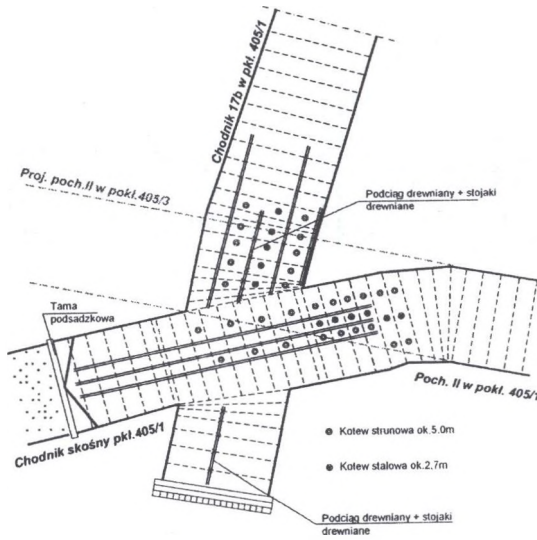 Chodnik 17b w pkł. 405/1
Proj. poch.II w pokł.405/3
Podciąg drewniany + stojaki
drewniane
Tama
podsadzkowa
Poch. II w pokł. 405/1
Chodnik skośny pkł.405/1
Kotew strunowa ok.5.0m
Kotew stalowa ok.2,7m
Podciąg drewniany + stojaki
drewniane